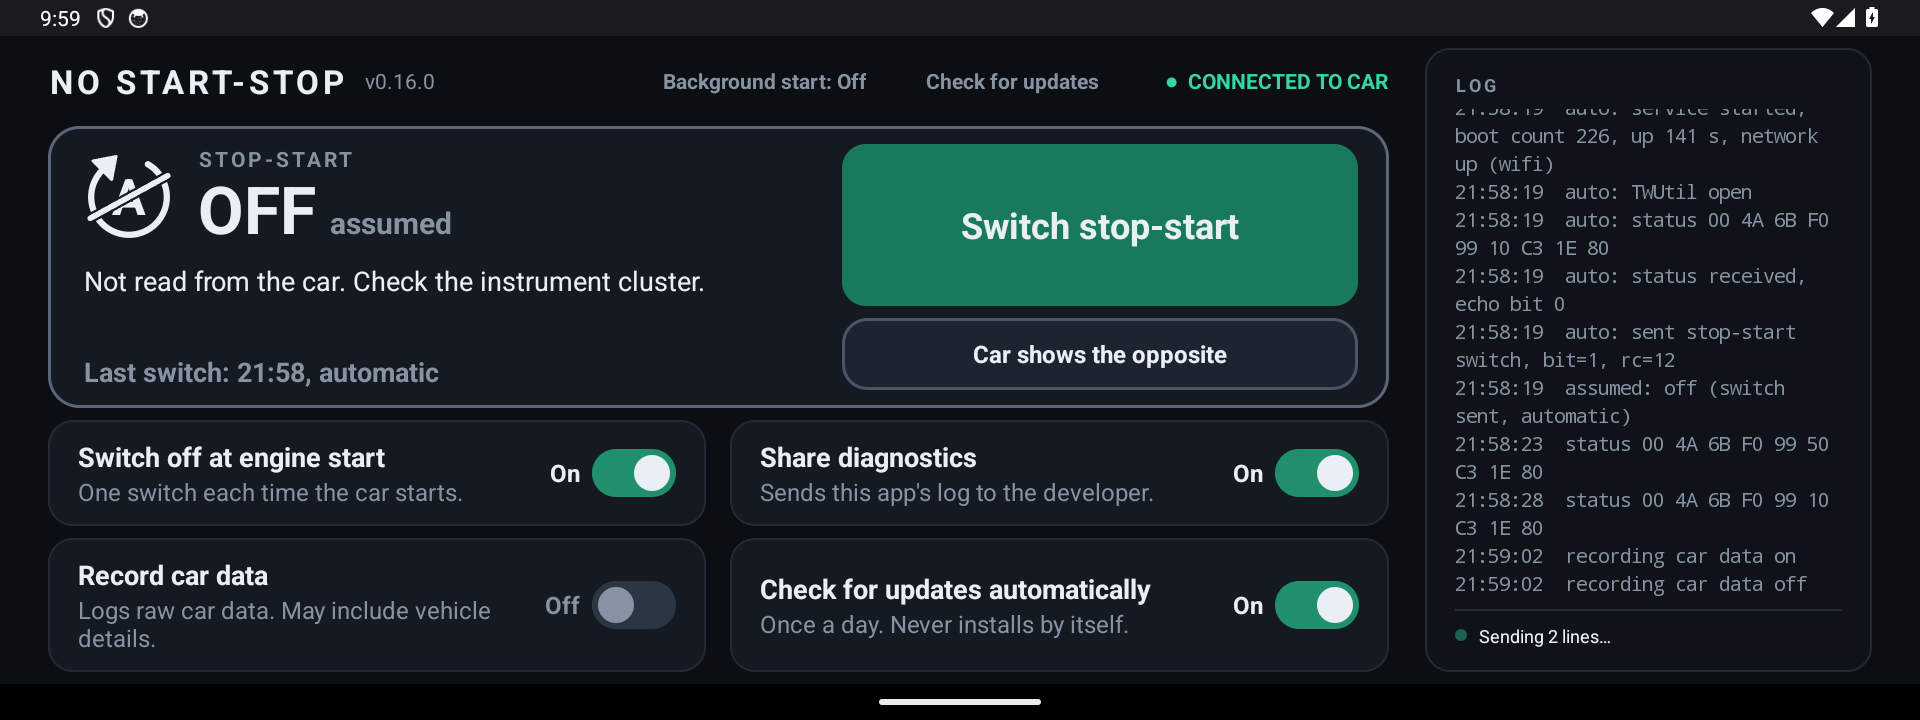 9:59
NO START-STOP v0.16.0
Background start: Off
Check for updates
CONNECTED TO CAR
STOP-START
OFF assumed
Not read from the car. Check the instrument cluster.
Last switch: 21:58, automatic
Switch stop-start
Car shows the opposite
Switch off at engine start
One switch each time the car starts.
On
Share diagnostics
Sends this app's log to the developer.
On
Record car data
Logs raw car data. May include vehicle
details.
Off
Check for updates automatically
Once a day. Never installs by itself.
On
LOG
21:58:19 auto: service started,
boot count 226, up 141 s, network
up (wifi)
21:58:19 auto: TWUtil open
21:58:19 auto: status 00 4A 6B F0
99 10 C3 1E 80
21:58:19 auto: status received,
echo bit 0
21:58:19 auto: sent stop-start
switch, bit=1, rc=12
21:58:19 assumed: off (switch
sent, automatic)
21:58:23 status 00 4A 6B F0 99 50
C3 1E 80
21:58:28 status 00 4A 6B F0 99 10
C3 1E 80
21:59:02 recording car data on
21:59:02 recording car data off
Sending 2 lines…